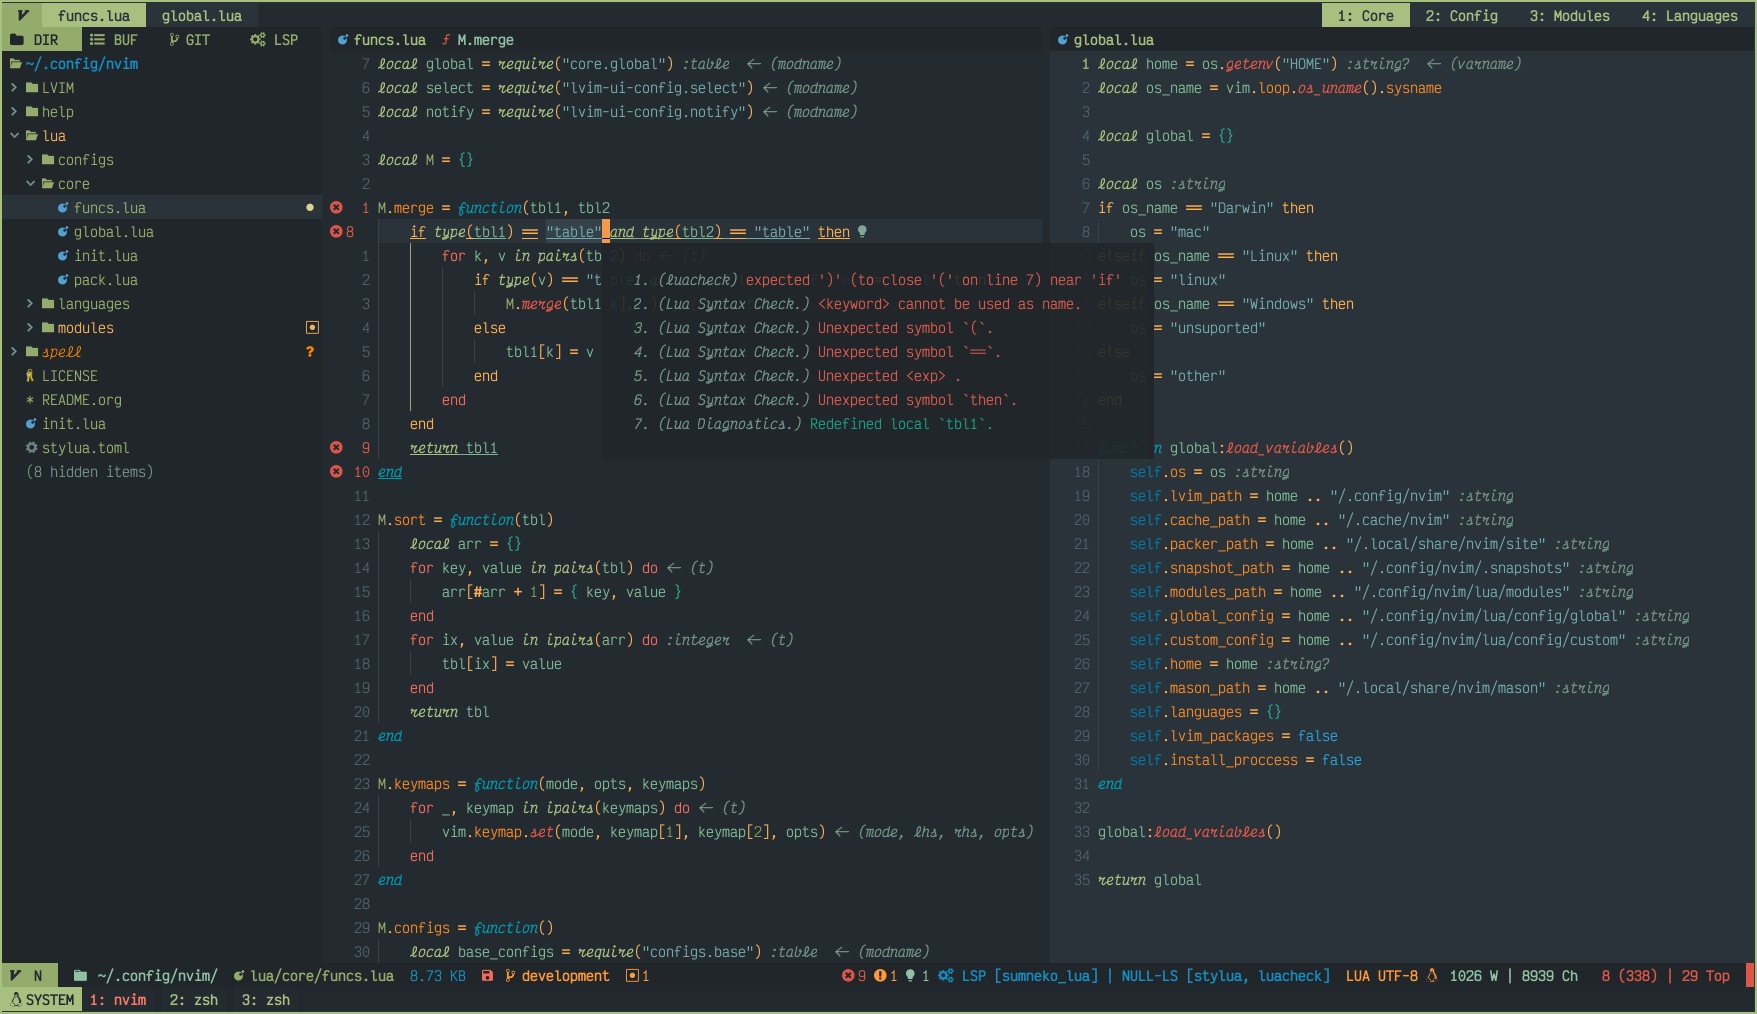 funcs.lua global.lua 1: Core 2: Config 3: Modules 4: Languages
DIR BUF GIT LSP
~/.config/nvim
LVIM
help
lua
configs
core
funcs.lua
global.lua
init.lua
pack.lua
languages
modules
spell ?
LICENSE
* README.org
init.lua
stylua.toml
(8 hidden items)
funcs.lua f M.merge
7 local global = require("core.global") :table <- (modname)
6 local select = require("lvim-ui-config.select") <- (modname)
5 local notify = require("lvim-ui-config.notify") <- (modname)
4
3 local M = {}
2
1 M.merge = function(tbl1, tbl2
8 if type(tbl1) == "table" and type(tbl2) == "table" then
1 for k, v in pairs(tb 2) do <- (t)
2 if type(v) == "t
3 M.merge(tbl1
4 else
5 tbl1[k] = v
6 end
7 end
8 end
9 return tbl1
10 end
11
12 M.sort = function(tbl)
13 local arr = {}
14 for key, value in pairs(tbl) do <- (t)
15 arr[#arr + 1] = { key, value }
16 end
17 for ix, value in ipairs(arr) do :integer <- (t)
18 tbl[ix] = value
19 end
20 return tbl
21 end
22
23 M.keymaps = function(mode, opts, keymaps)
24 for _, keymap in ipairs(keymaps) do <- (t)
25 vim.keymap.set(mode, keymap[1], keymap[2], opts) <- (mode, lhs, rhs, opts)
26 end
27 end
28
29 M.configs = function()
30 local base_configs = require("configs.base") :table <- (modname)
1. (luacheck) expected ')' (to close '(' on line 7) near 'if'
2. (Lua Syntax Check.) <keyword> cannot be used as name.
3. (Lua Syntax Check.) Unexpected symbol `(`.
4. (Lua Syntax Check.) Unexpected symbol `==`.
5. (Lua Syntax Check.) Unexpected <exp> .
6. (Lua Syntax Check.) Unexpected symbol `then`.
7. (Lua Diagnostics.) Redefined local `tbl1`.
global.lua
1 local home = os.getenv("HOME") :string? <- (varname)
2 local os_name = vim.loop.os_uname().sysname
3
4 local global = {}
5
6 local os :string
7 if os_name == "Darwin" then
8 os = "mac"
elseif os_name == "Linux" then
os = "linux"
elseif os_name == "Windows" then
os = "unsuported"
else
os = "other"
end
function global:load_variables()
18 self.os = os :string
19 self.lvim_path = home .. "/.config/nvim" :string
20 self.cache_path = home .. "/.cache/nvim" :string
21 self.packer_path = home .. "/.local/share/nvim/site" :string
22 self.snapshot_path = home .. "/.config/nvim/.snapshots" :string
23 self.modules_path = home .. "/.config/nvim/lua/modules" :string
24 self.global_config = home .. "/.config/nvim/lua/config/global" :string
25 self.custom_config = home .. "/.config/nvim/lua/config/custom" :string
26 self.home = home :string?
27 self.mason_path = home .. "/.local/share/nvim/mason" :string
28 self.languages = {}
29 self.lvim_packages = false
30 self.install_proccess = false
31 end
32
33 global:load_variables()
34
35 return global
N ~/.config/nvim/ lua/core/funcs.lua 8.73 KB development 1 9 1 1 LSP [sumneko_lua] | NULL-LS [stylua, luacheck] LUA UTF-8 1026 W | 8939 Ch 8 (338) | 29 Top
SYSTEM 1: nvim 2: zsh 3: zsh